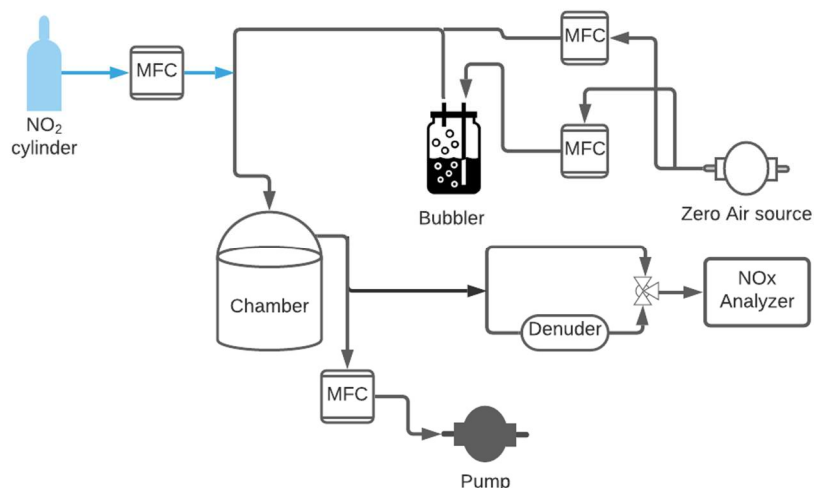 MFC
MFC
NO₂
cylinder
MFC
Bubbler
Zero Air source
Chamber
NOx
Analyzer
Denuder
MFC
Pump